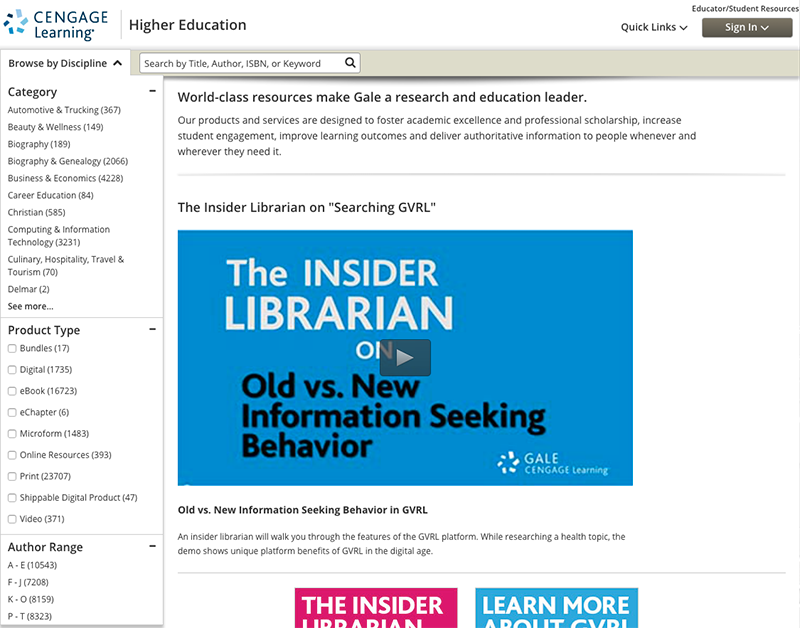 CENGAGE
Learning
Higher Education
Educator/Student Resources
Quick Links
Sign In
Browse by Discipline
Search by Title, Author, ISBN, or Keyword
Category
Automotive & Trucking (367)
Beauty & Wellness (149)
Biography (189)
Biography & Genealogy (2066)
Business & Economics (4228)
Career Education (84)
Christian (585)
Computing & Information
Technology (3231)
Culinary, Hospitality, Travel &
Tourism (70)
Delmar (2)
See more...
Product Type
Bundles (17)
Digital (1735)
eBook (16723)
eChapter (6)
Microform (1483)
Online Resources (393)
Print (23707)
Shippable Digital Product (47)
Video (371)
Author Range
A - E (10543)
F - J (7208)
K - O (8159)
P - T (8323)
World-class resources make Gale a research and education leader.
Our products and services are designed to foster academic excellence and professional scholarship, increase
student engagement, improve learning outcomes and deliver authoritative information to people whenever and
wherever they need it.
The Insider Librarian on "Searching GVRL"
The INSIDER
LIBRARIAN
ON
Old vs. New
Information Seeking
Behavior
GALE
CENGAGE Learning
Old vs. New Information Seeking Behavior in GVRL
An insider librarian will walk you through the features of the GVRL platform. While researching a health topic, the
demo shows unique platform benefits of GVRL in the digital age.
THE INSIDER
LIBRARIAN
LEARN MORE
ABOUT GVRL